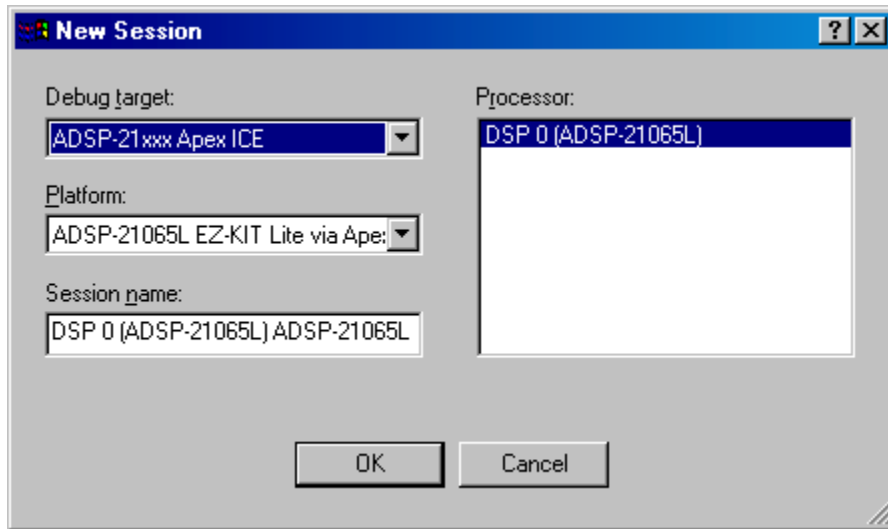 New Session
Debug target:
ADSP-21xxx Apex ICE
Platform:
ADSP-21065L EZ-KIT Lite via Ape
Session name:
DSP 0 (ADSP-21065L) ADSP-21065L
Processor:
DSP 0 (ADSP-21065L)
OK
Cancel